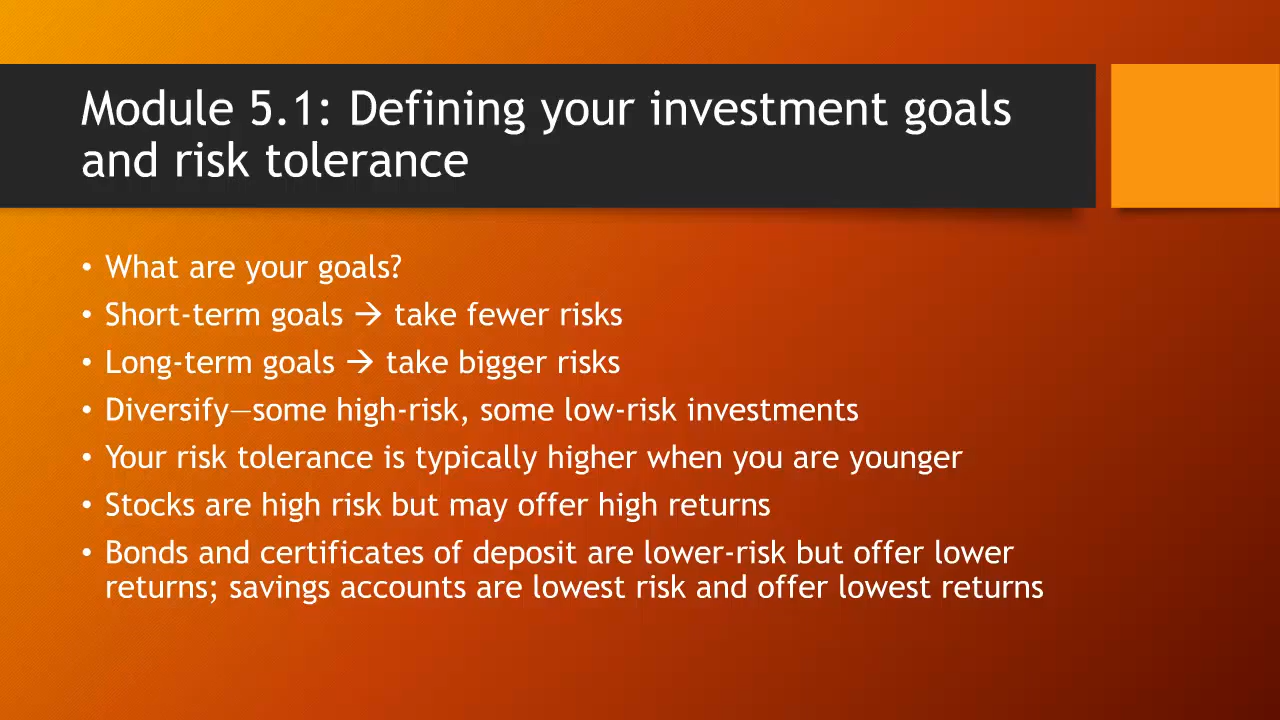 Module 5.1: Defining your investment goals
and risk tolerance
• What are your goals?
• Short-term goals → take fewer risks
• Long-term goals → take bigger risks
• Diversify—some high-risk, some low-risk investments
• Your risk tolerance is typically higher when you are younger
• Stocks are high risk but may offer high returns
• Bonds and certificates of deposit are lower-risk but offer lower
returns; savings accounts are lowest risk and offer lowest returns